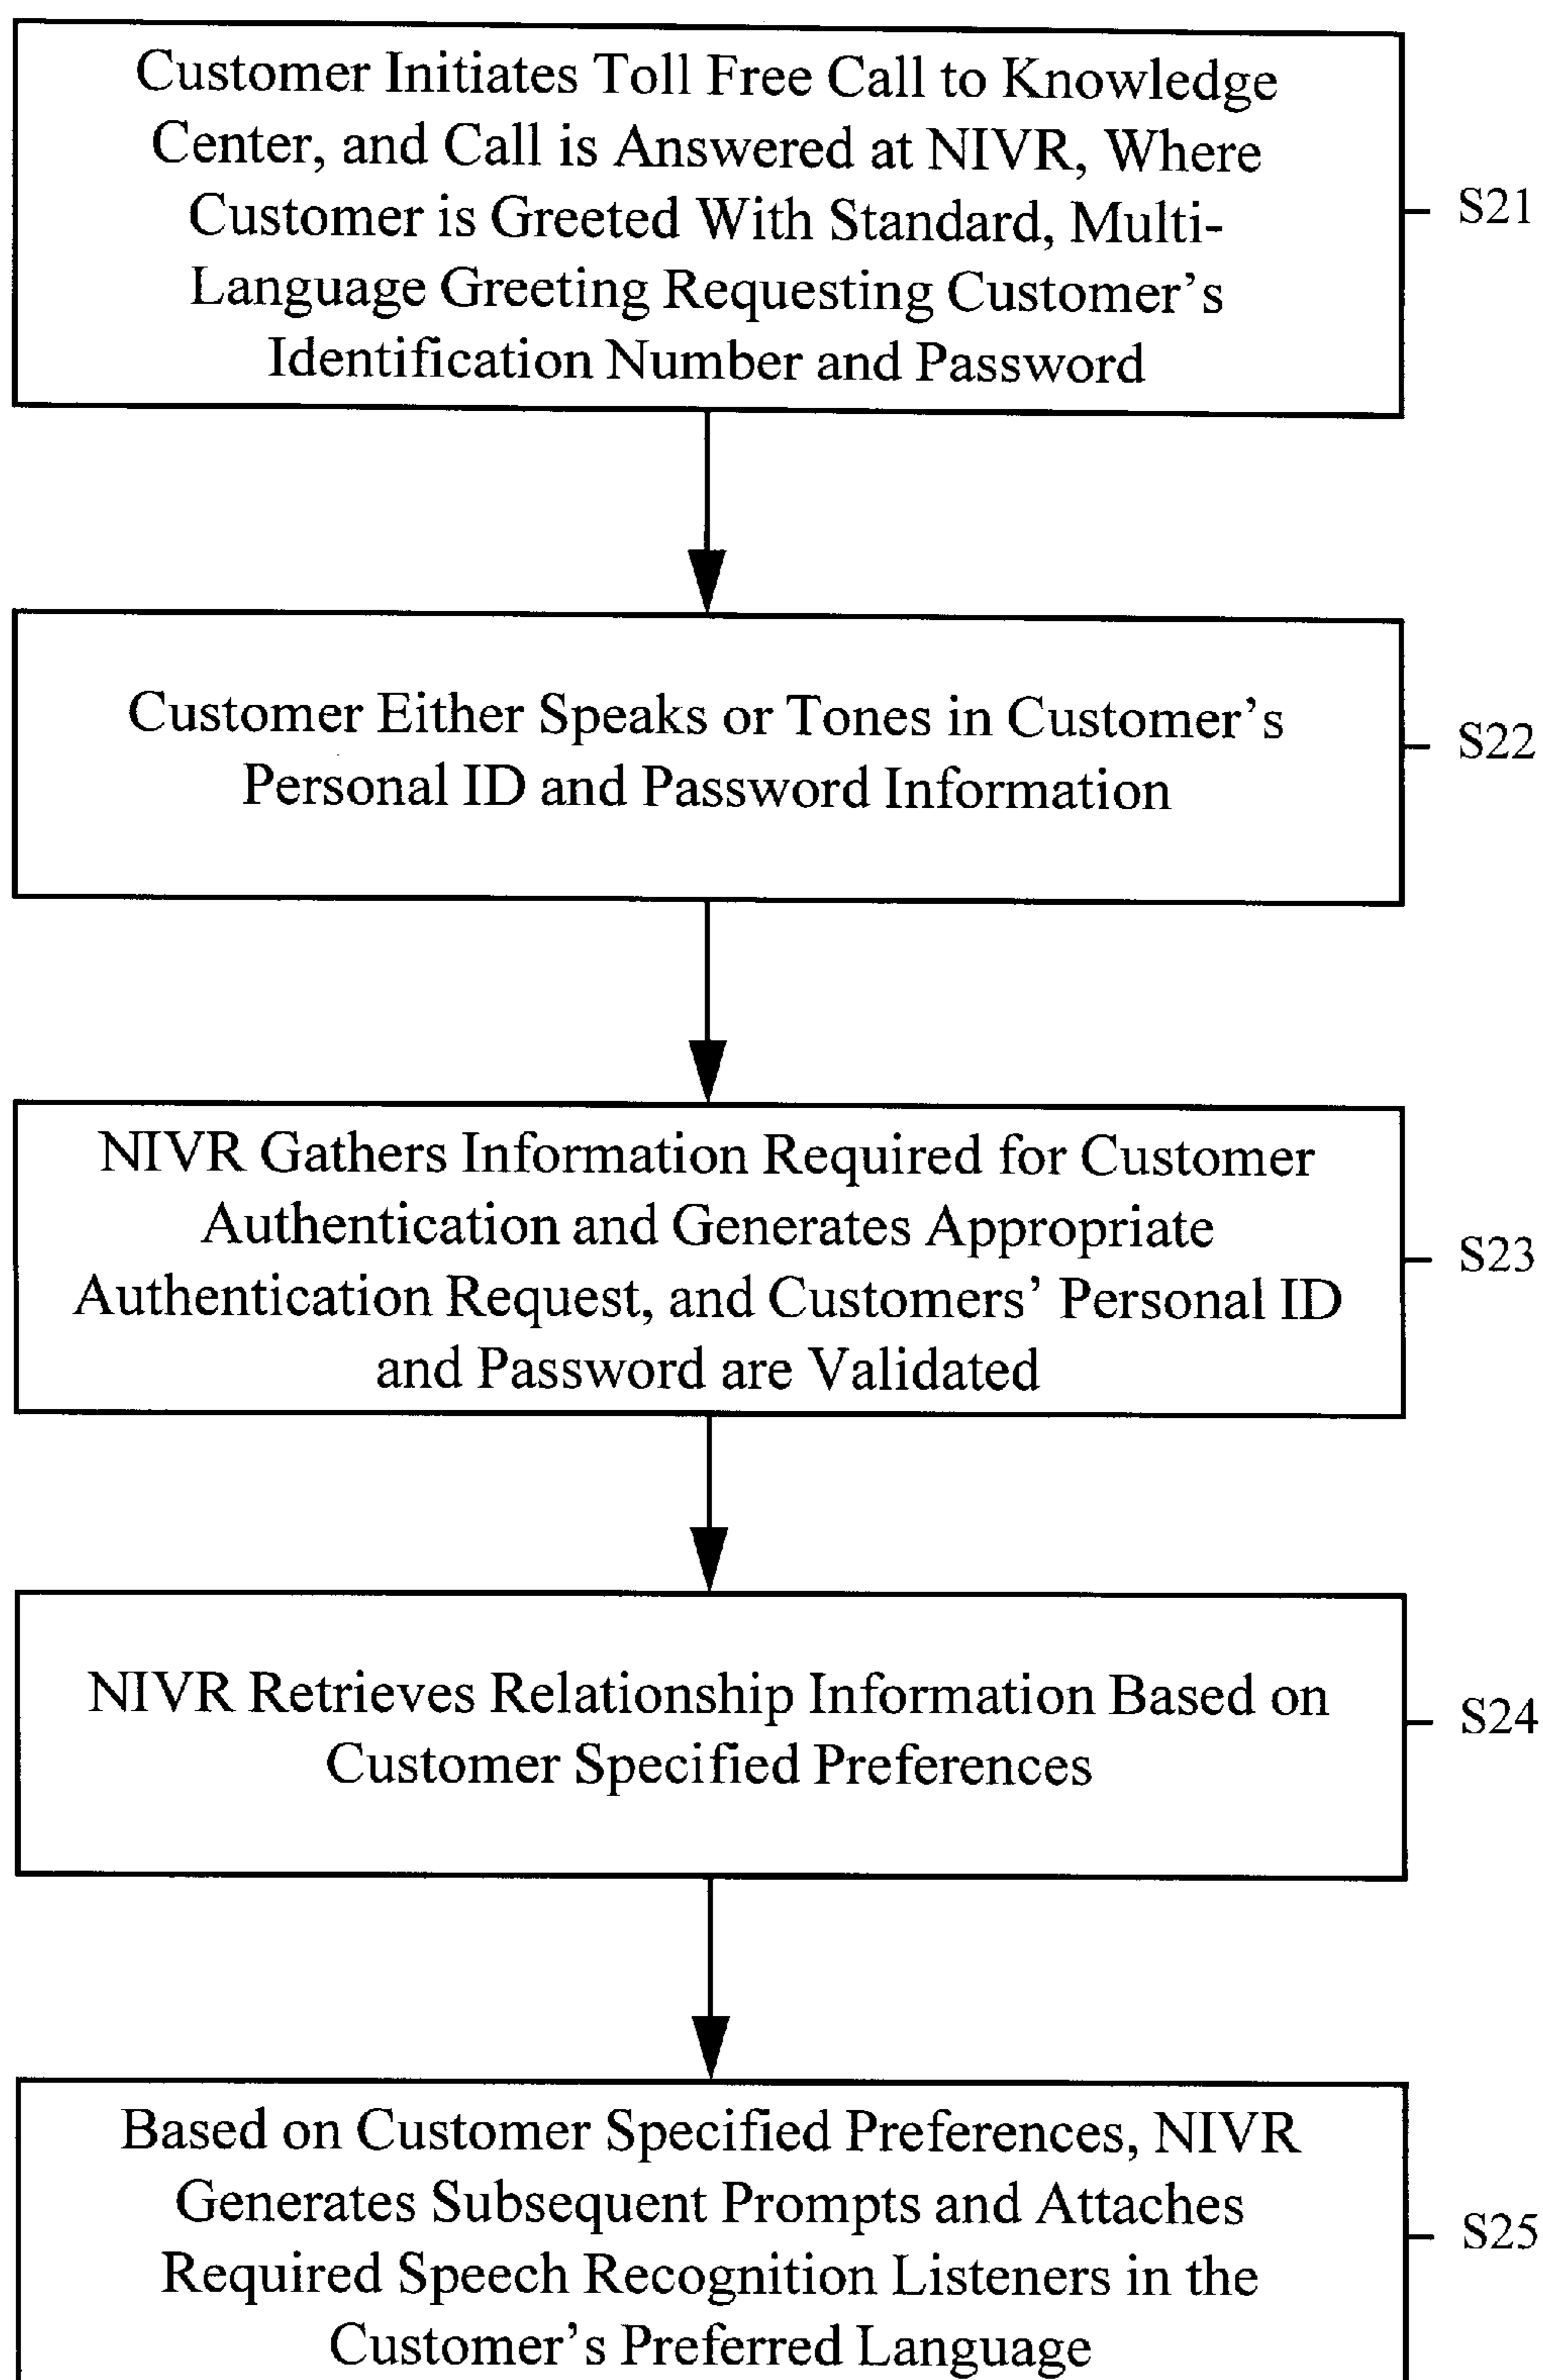 Customer Initiates Toll Free Call to Knowledge
Center, and Call is Answered at NIVR, Where
Customer is Greeted With Standard, Multi-
Language Greeting Requesting Customer's
Identification Number and Password
S21
Customer Either Speaks or Tones in Customer's
Personal ID and Password Information
S22
NIVR Gathers Information Required for Customer
Authentication and Generates Appropriate
Authentication Request, and Customers' Personal ID
and Password are Validated
S23
NIVR Retrieves Relationship Information Based on
Customer Specified Preferences
S24
Based on Customer Specified Preferences, NIVR
Generates Subsequent Prompts and Attaches
Required Speech Recognition Listeners in the
Customer's Preferred Language
S25